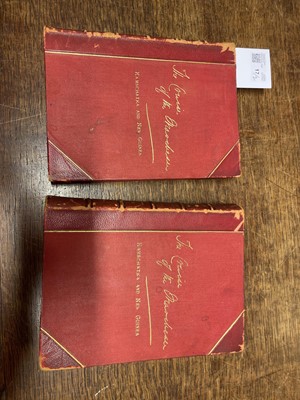 The Cruise
of the Marchesa
KAMSCHATKA AND NEW GUINEA
The Cruise
of the Marchesa
KAMSCHATKA AND NEW GUINEA